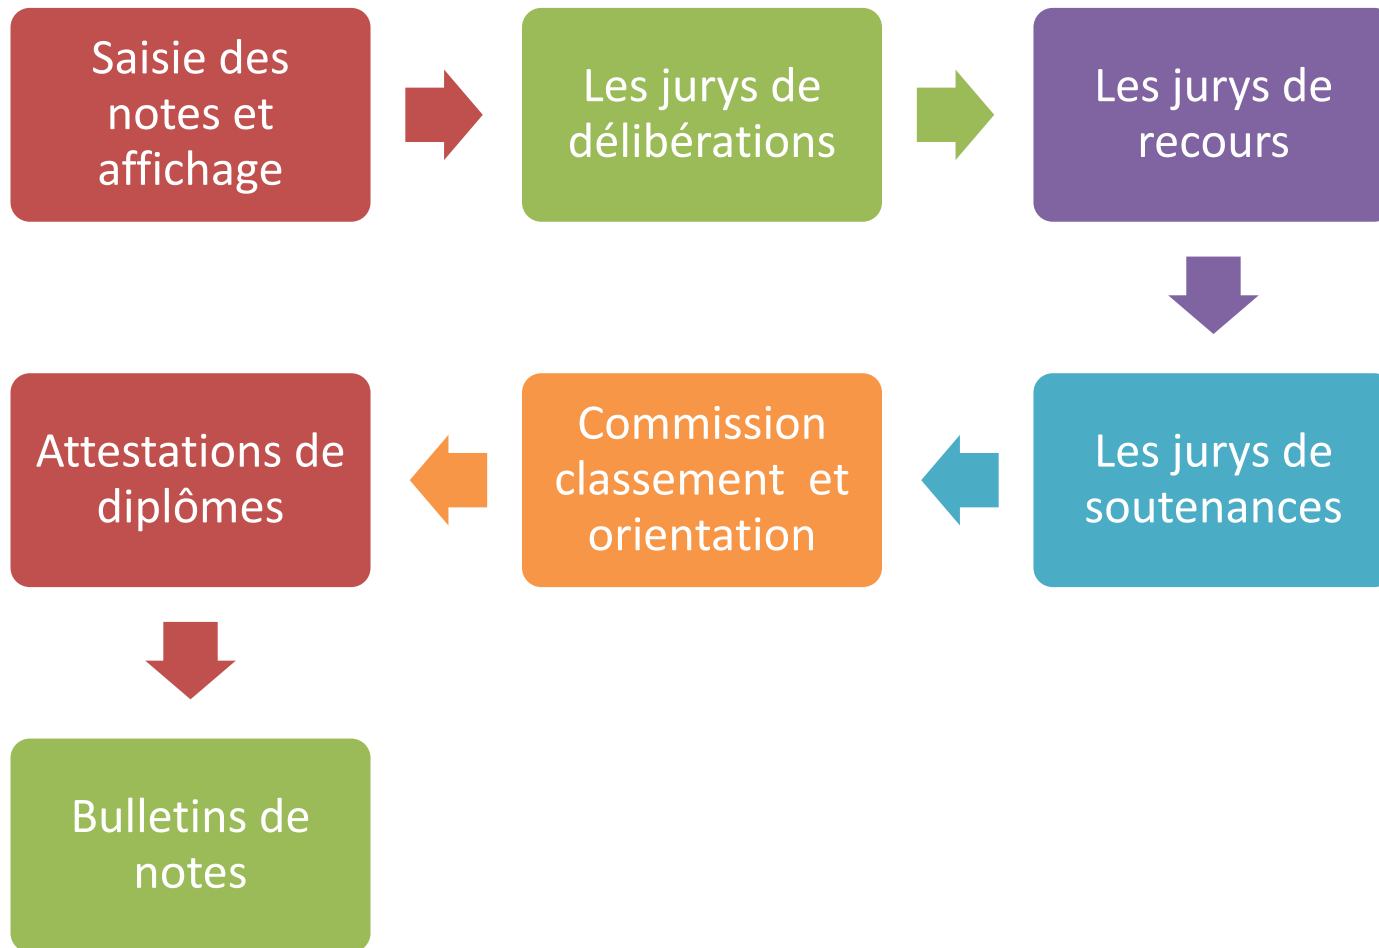 Saisie des
notes et
affichage
Les jurys de
délibérations
Les jurys de
recours
Les jurys de
soutenances
Commission
classement et
orientation
Attestations de
diplômes
Bulletins de
notes